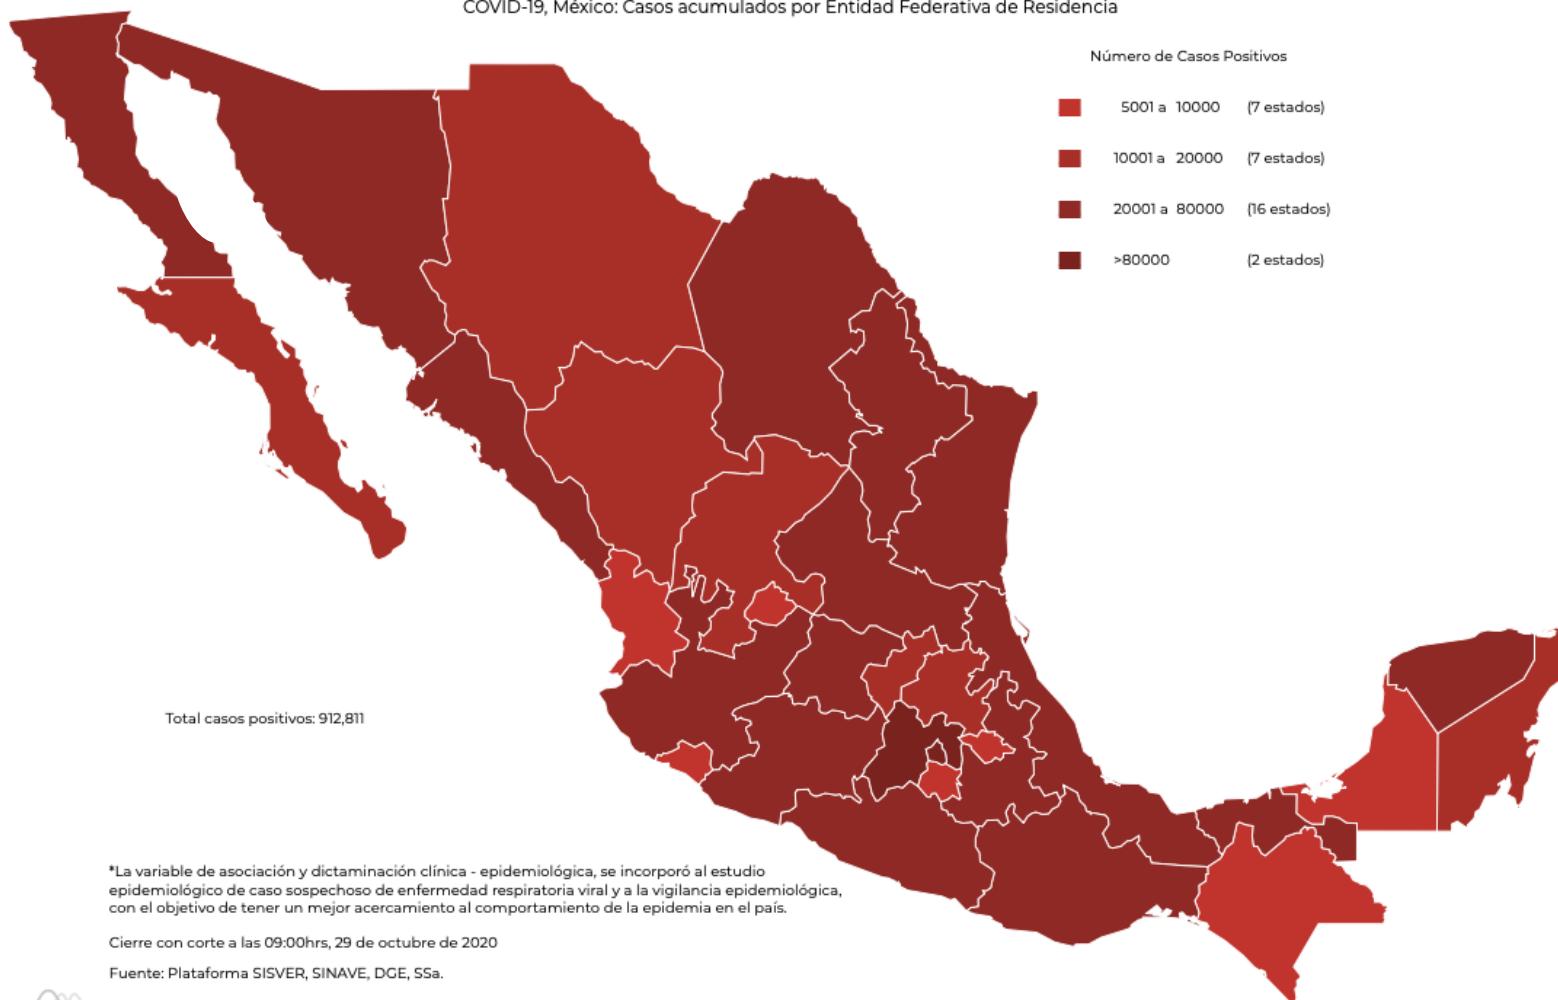 COVID-19, México: Casos acumulados por Entidad Federativa de Residencia
Número de Casos Positivos
5001 a 10000 (7 estados)
10001 a 20000 (7 estados)
20001 a 80000 (16 estados)
>80000 (2 estados)
Total casos positivos: 912,811
*La variable de asociación y dictaminación clínica - epidemiológica, se incorporó al estudio
epidemiológico de caso sospechoso de enfermedad respiratoria viral y a la vigilancia epidemiológica,
con el objetivo de tener un mejor acercamiento al comportamiento de la epidemia en el país.
Cierre con corte a las 09:00hrs, 29 de octubre de 2020
Fuente: Plataforma SISVER, SINAVE, DGE, SSa.